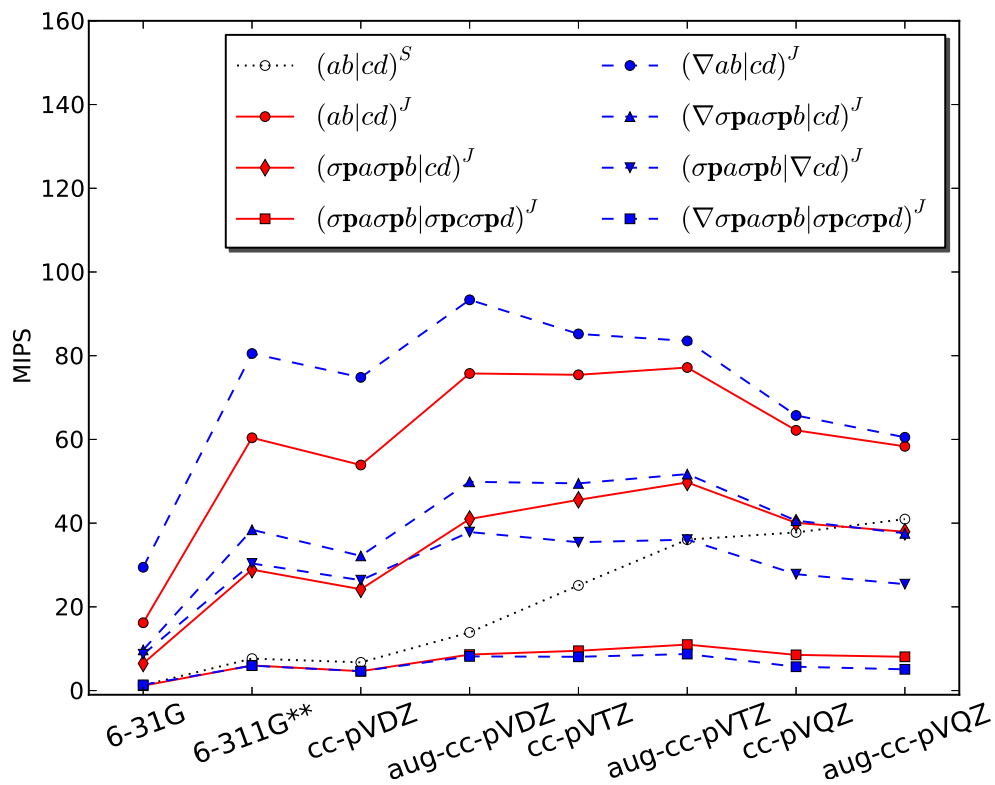 160
140
120
100
80
60
40
20
0
MIPS
(ab|cd)^S
(ab|cd)^J
(σpaσpb|cd)^J
(σpaσpb|σpcσpd)^J
(∇ab|cd)^J
(∇σpaσpb|cd)^J
(σpaσpb|∇cd)^J
(∇σpaσpb|σpcσpd)^J
6-31G
6-311G**
cc-pVDZ
aug-cc-pVDZ
cc-pVTZ
aug-cc-pVTZ
cc-pVQZ
aug-cc-pVQZ